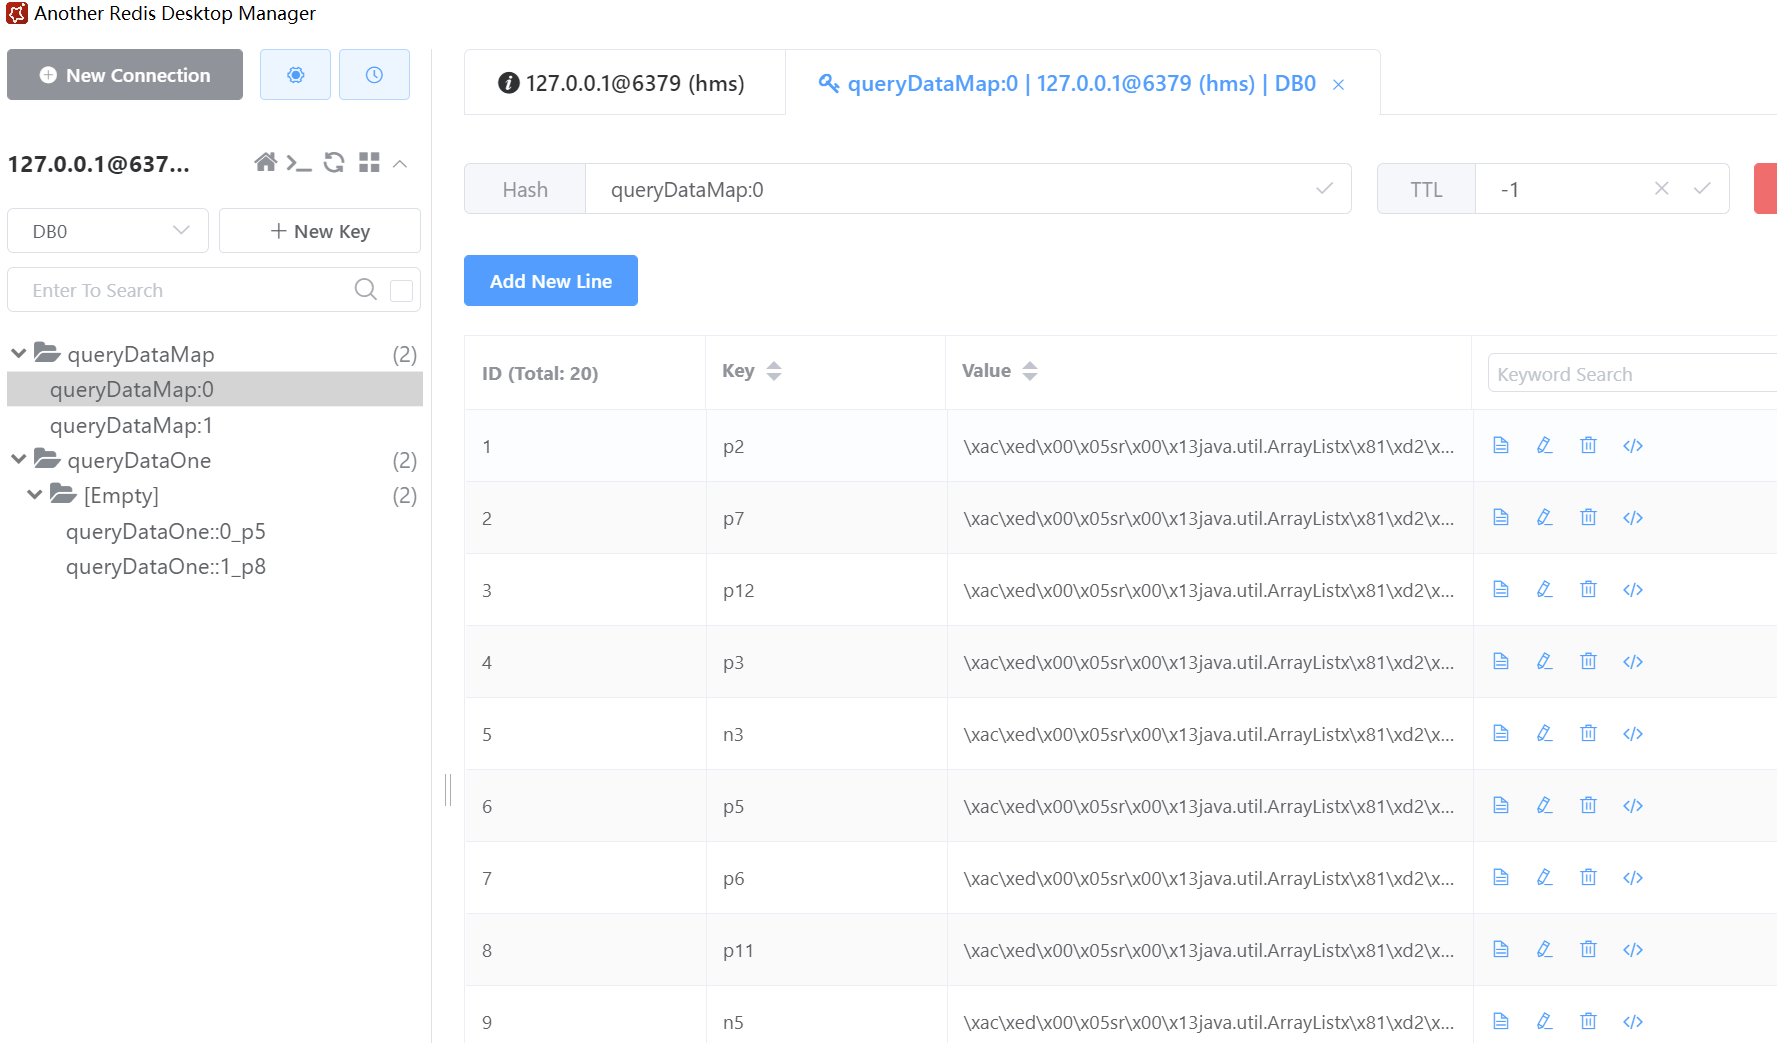 Another Redis Desktop Manager
New Connection
127.0.0.1@637...
DB0
New Key
Enter To Search
queryDataMap (2)
queryDataMap:0
queryDataMap:1
queryDataOne (2)
[Empty] (2)
queryDataOne::0_p5
queryDataOne::1_p8
127.0.0.1@6379 (hms)
queryDataMap:0 | 127.0.0.1@6379 (hms) | DB0
Hash queryDataMap:0 TTL -1
Add New Line
ID (Total: 20) Key Value Keyword Search
1 p2 \xac\xed\x00\x05sr\x00\x13java.util.ArrayListx\x81\xd2\x...
2 p7 \xac\xed\x00\x05sr\x00\x13java.util.ArrayListx\x81\xd2\x...
3 p12 \xac\xed\x00\x05sr\x00\x13java.util.ArrayListx\x81\xd2\x...
4 p3 \xac\xed\x00\x05sr\x00\x13java.util.ArrayListx\x81\xd2\x...
5 n3 \xac\xed\x00\x05sr\x00\x13java.util.ArrayListx\x81\xd2\x...
6 p5 \xac\xed\x00\x05sr\x00\x13java.util.ArrayListx\x81\xd2\x...
7 p6 \xac\xed\x00\x05sr\x00\x13java.util.ArrayListx\x81\xd2\x...
8 p11 \xac\xed\x00\x05sr\x00\x13java.util.ArrayListx\x81\xd2\x...
9 n5 \xac\xed\x00\x05sr\x00\x13java.util.ArrayListx\x81\xd2\x...